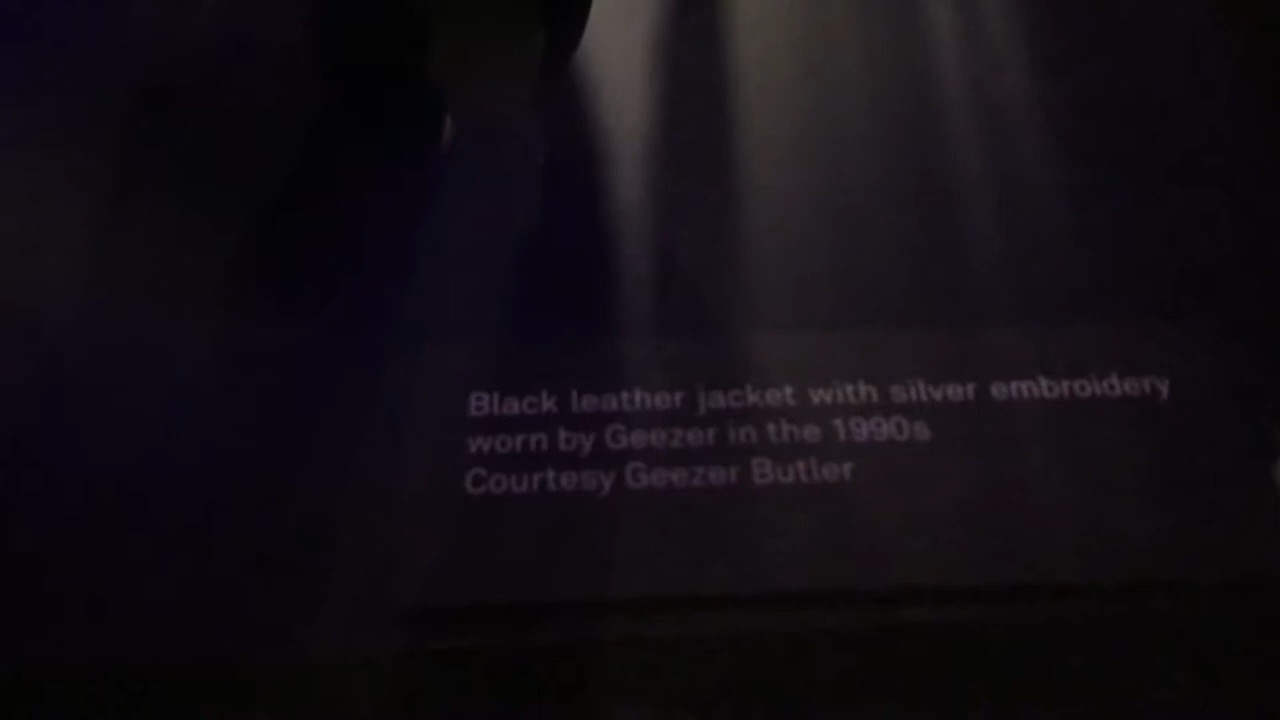 Black leather jacket with silver embroidery
worn by Geezer in the 1990s
Courtesy Geezer Butler